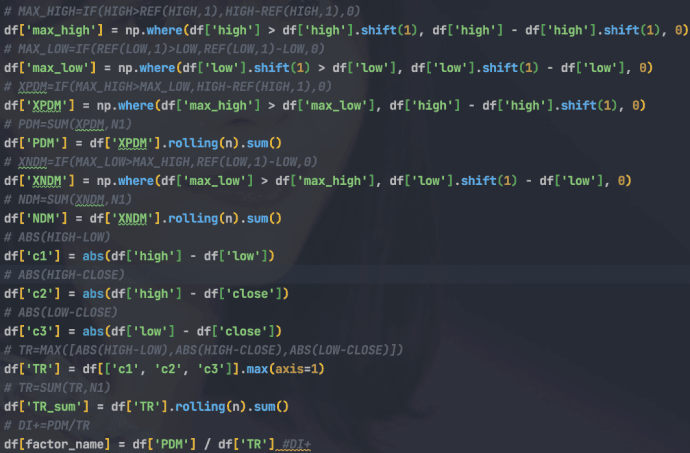 # MAX_HIGH=IF(HIGH>REF(HIGH,1),HIGH-REF(HIGH,1),0)
df['max_high'] = np.where(df['high'] > df['high'].shift(1), df['high'] - df['high'].shift(1), 0)
# MAX_LOW=IF(REF(LOW,1)>LOW,REF(LOW,1)-LOW,0)
df['max_low'] = np.where(df['low'].shift(1) > df['low'], df['low'].shift(1) - df['low'], 0)
# XPDM=IF(MAX_HIGH>MAX_LOW,HIGH-REF(HIGH,1),0)
df['XPDM'] = np.where(df['max_high'] > df['max_low'], df['high'] - df['high'].shift(1), 0)
# PDM=SUM(XPDM,N1)
df['PDM'] = df['XPDM'].rolling(n).sum()
# XNDM=IF(MAX_LOW>MAX_HIGH,REF(LOW,1)-LOW,0)
df['XNDM'] = np.where(df['max_low'] > df['max_high'], df['low'].shift(1) - df['low'], 0)
# NDM=SUM(XNDM,N1)
df['NDM'] = df['XNDM'].rolling(n).sum()
# ABS(HIGH-LOW)
df['c1'] = abs(df['high'] - df['low'])
# ABS(HIGH-CLOSE)
df['c2'] = abs(df['high'] - df['close'])
# ABS(LOW-CLOSE)
df['c3'] = abs(df['low'] - df['close'])
# TR=MAX([ABS(HIGH-LOW),ABS(HIGH-CLOSE),ABS(LOW-CLOSE)])
df['TR'] = df[['c1', 'c2', 'c3']].max(axis=1)
# TR=SUM(TR,N1)
df['TR_sum'] = df['TR'].rolling(n).sum()
# DI+=PDM/TR
df[factor_name] = df['PDM'] / df['TR'] #DI+